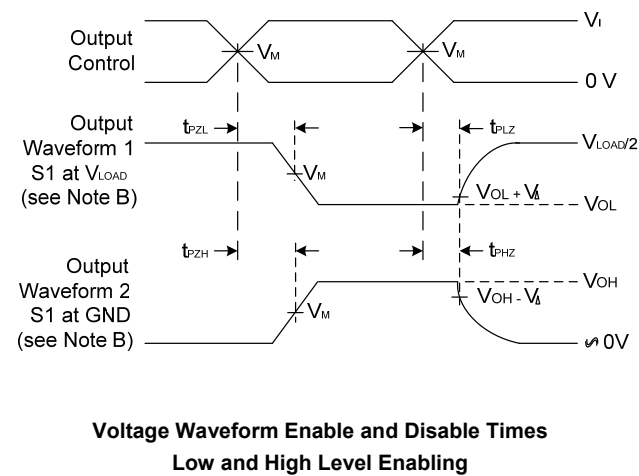 Output
Control
VM
VM
VI
0 V
Output
Waveform 1
S1 at VLOAD
(see Note B)
tPZL
VM
tPLZ
VLOAD/2
VOL + VΔ
VOL
Output
Waveform 2
S1 at GND
(see Note B)
tPZH
VM
tPHZ
VOH
VOH - VΔ
∽ 0V
Voltage Waveform Enable and Disable Times
Low and High Level Enabling